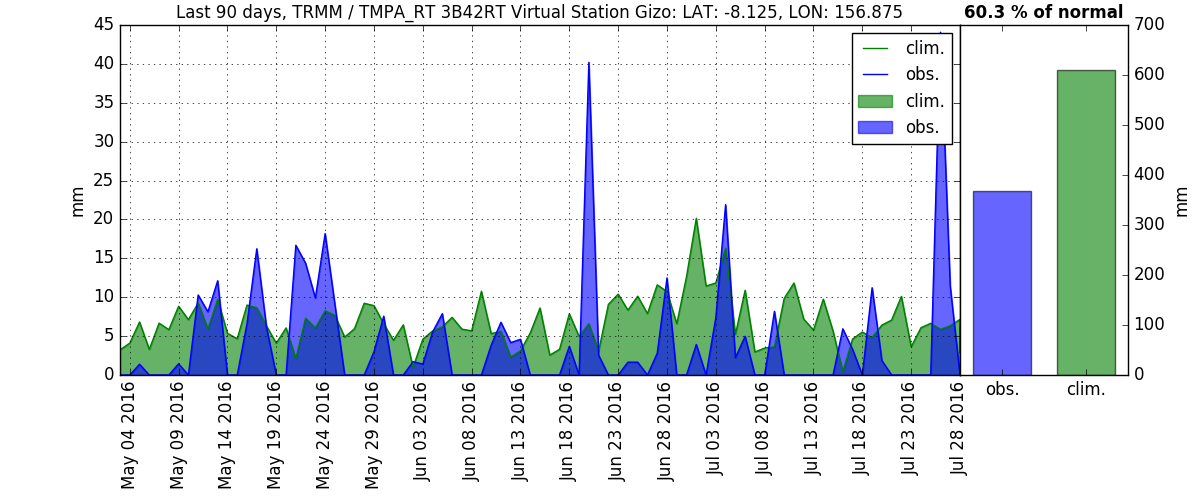 Last 90 days, TRMM / TMPA_RT 3B42RT Virtual Station Gizo: LAT: -8.125, LON: 156.875
60.3 % of normal
45
40
35
30
25
20
15
10
5
0
mm
clim.
obs.
clim.
obs.
700
600
500
400
300
200
100
0
mm
May 04 2016
May 09 2016
May 14 2016
May 19 2016
May 24 2016
May 29 2016
Jun 03 2016
Jun 08 2016
Jun 13 2016
Jun 18 2016
Jun 23 2016
Jun 28 2016
Jul 03 2016
Jul 08 2016
Jul 13 2016
Jul 18 2016
Jul 23 2016
Jul 28 2016
obs.
clim.